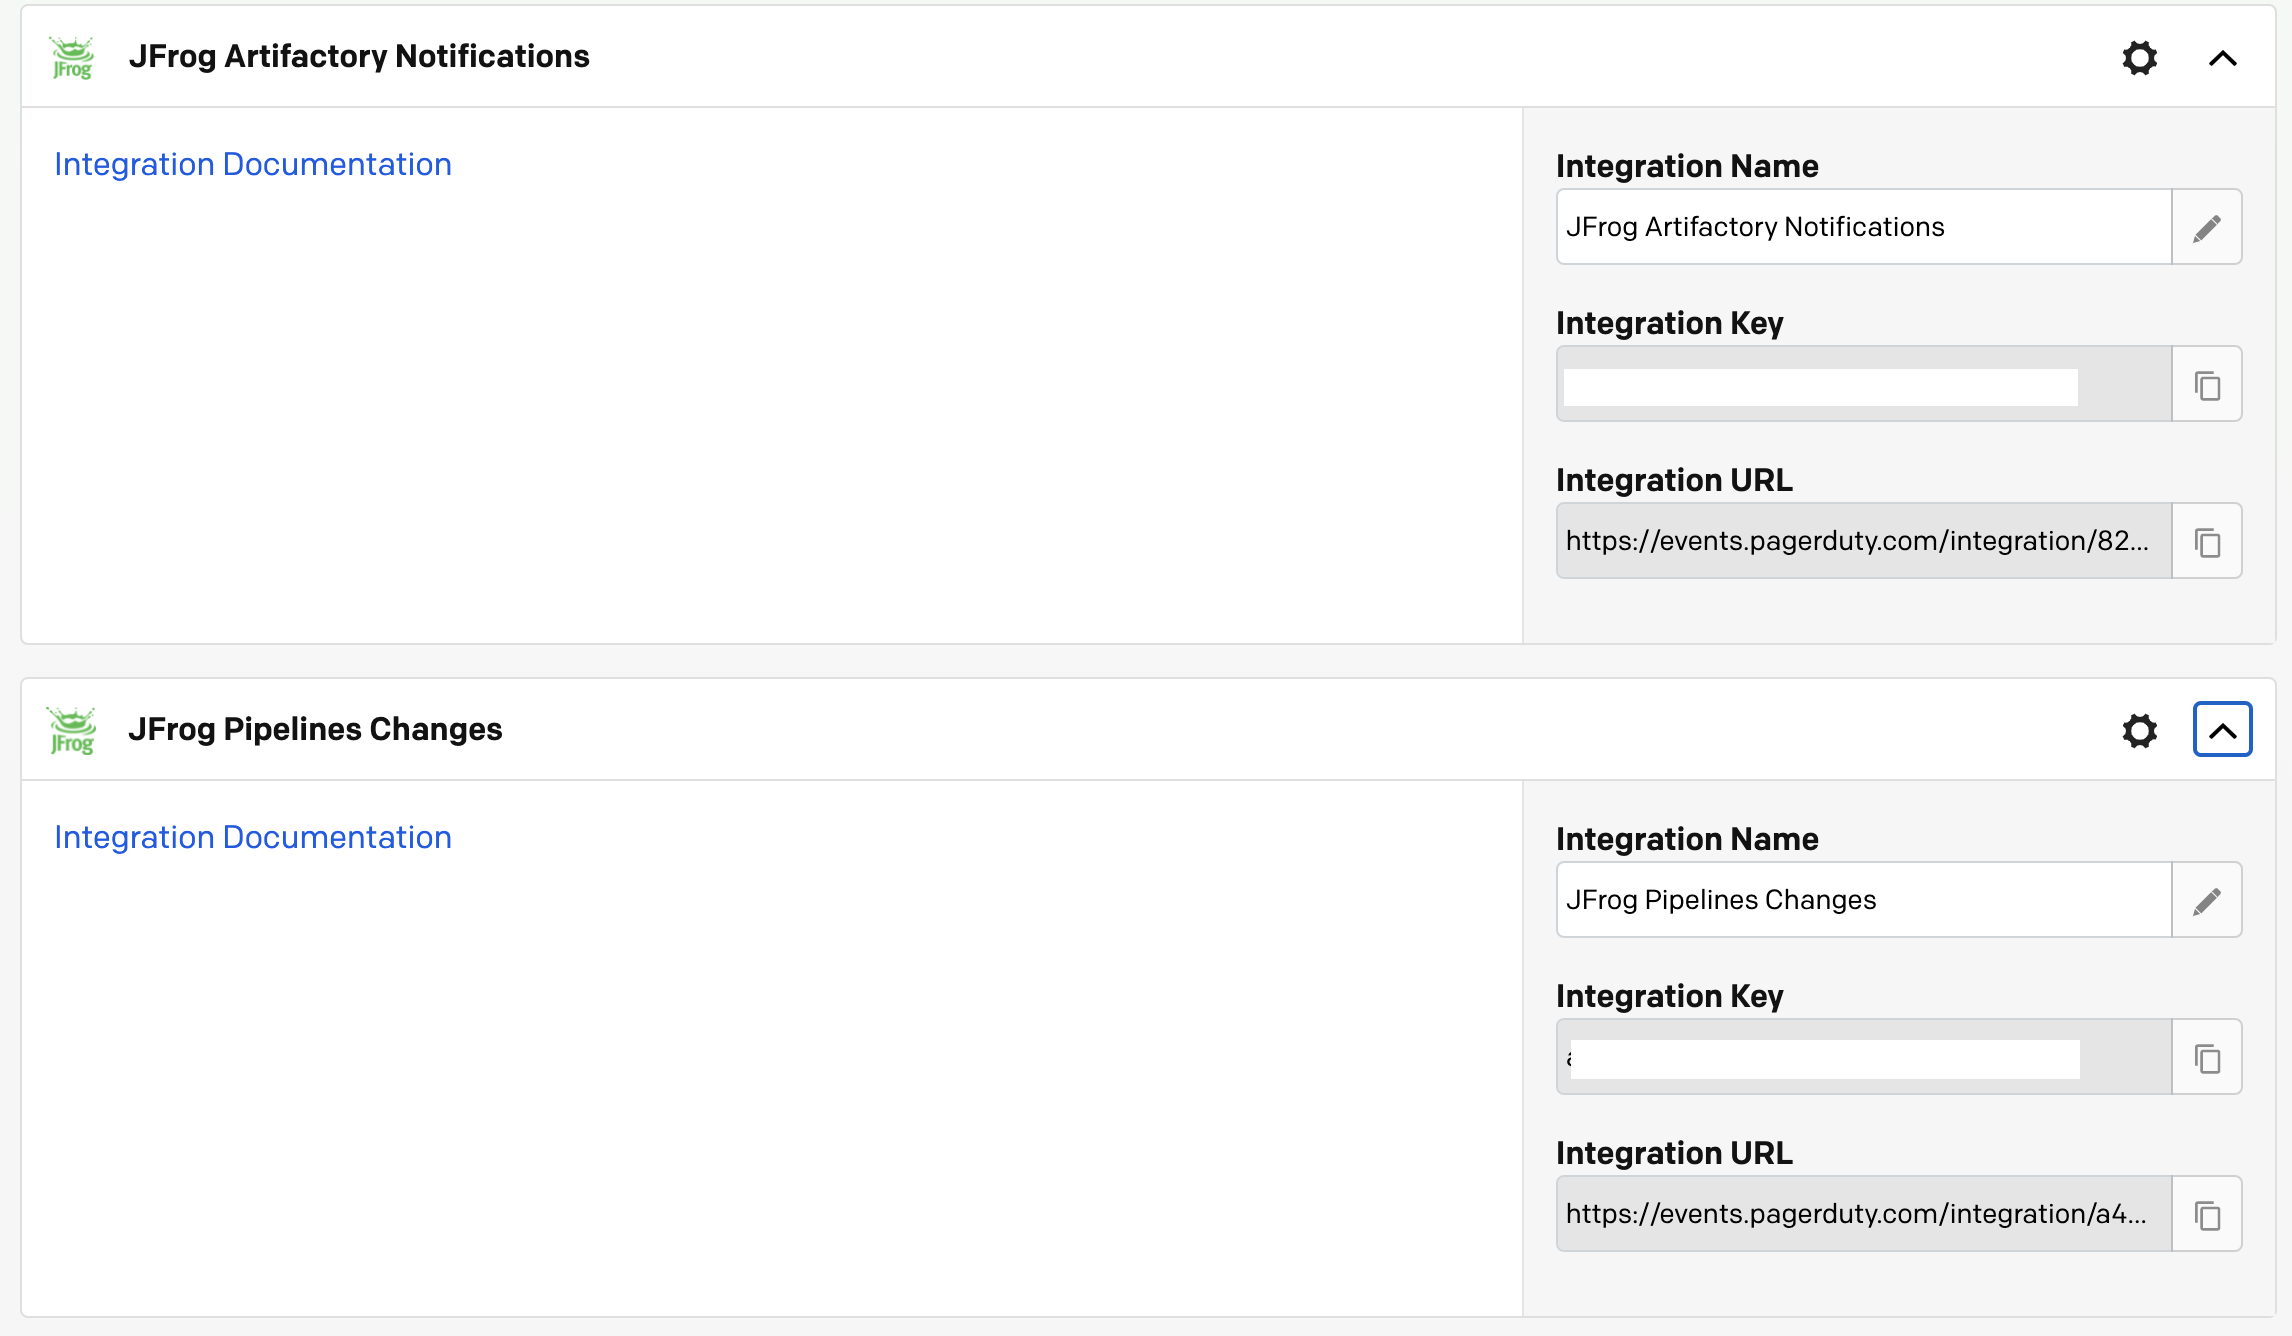 JFrog
JFrog Artifactory Notifications
Integration Documentation
Integration Name
JFrog Artifactory Notifications
Integration Key
Integration URL
https://events.pagerduty.com/integration/82...
JFrog
JFrog Pipelines Changes
Integration Documentation
Integration Name
JFrog Pipelines Changes
Integration Key
Integration URL
https://events.pagerduty.com/integration/a4...